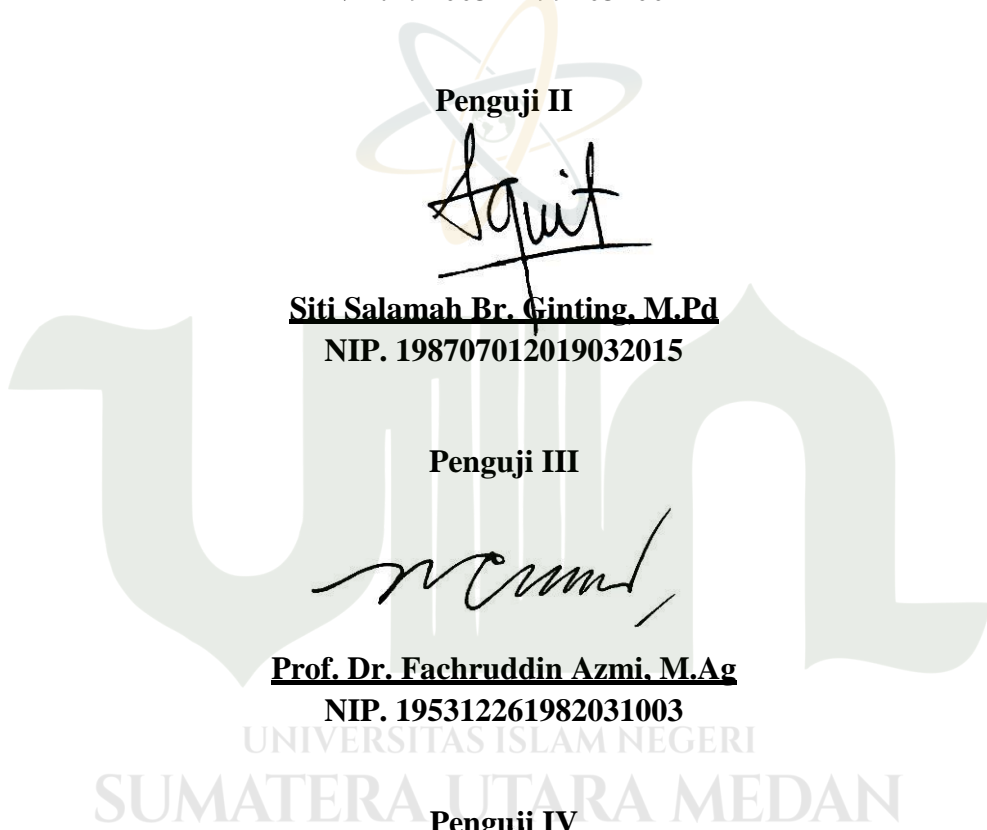 Penguji II
Siti Salamah Br. Ginting, M.Pd
NIP. 198707012019032015
Penguji III
Prof. Dr. Fachruddin Azmi, M.Ag
NIP. 195312261982031003
UNIVERSITAS ISLAM NEGERI
SUMATERA UTARA MEDAN
Penguji IV